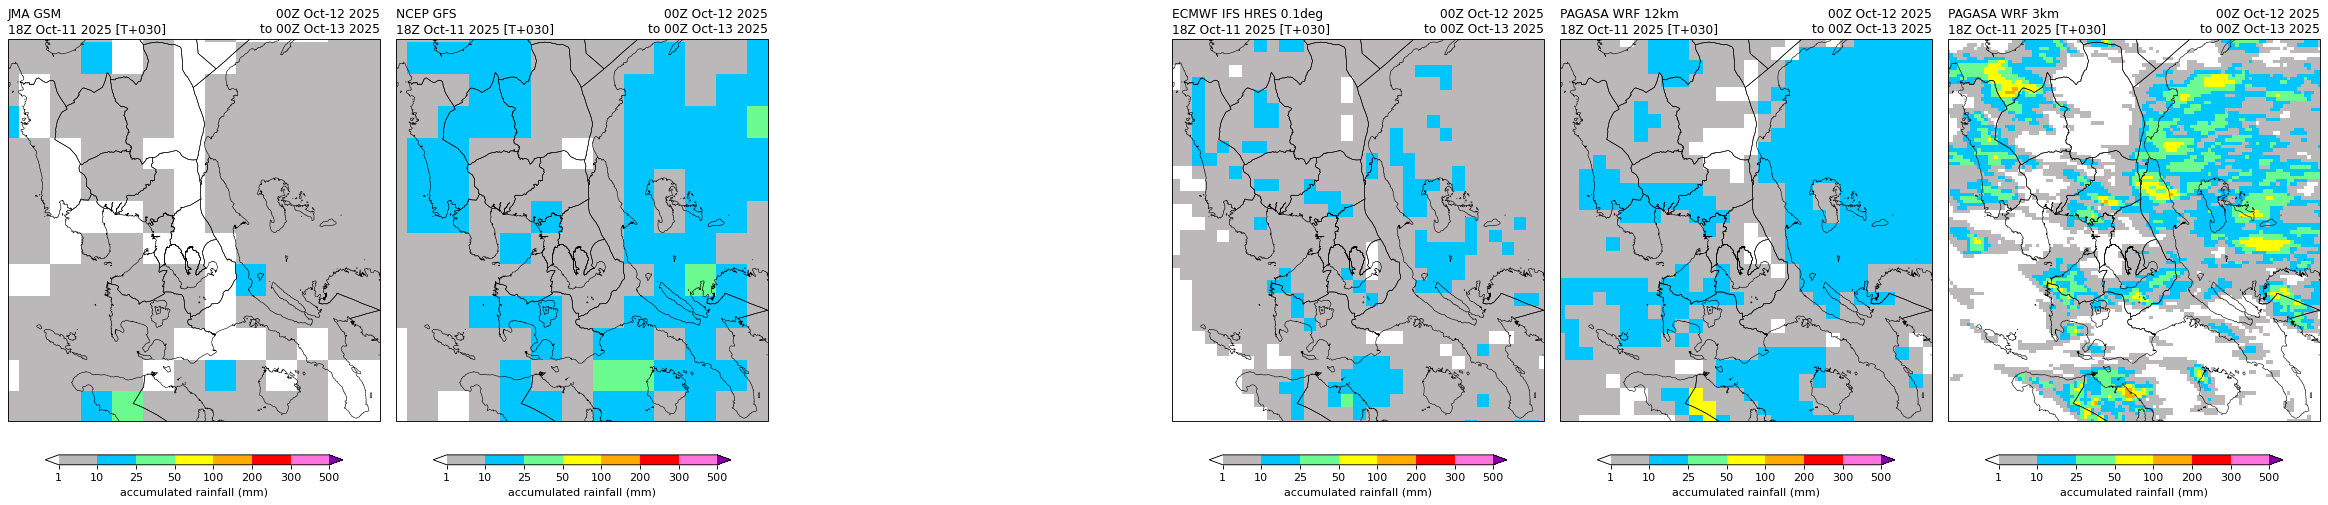 JMA GSM 00Z Oct-12 2025
18Z Oct-11 2025 [T+030] to 00Z Oct-13 2025
1 10 25 50 100 200 300 500
accumulated rainfall (mm)
NCEP GFS 00Z Oct-12 2025
18Z Oct-11 2025 [T+030] to 00Z Oct-13 2025
1 10 25 50 100 200 300 500
accumulated rainfall (mm)
ECMWF IFS HRES 0.1deg 00Z Oct-12 2025
18Z Oct-11 2025 [T+030] to 00Z Oct-13 2025
1 10 25 50 100 200 300 500
accumulated rainfall (mm)
PAGASA WRF 12km 00Z Oct-12 2025
18Z Oct-11 2025 [T+030] to 00Z Oct-13 2025
1 10 25 50 100 200 300 500
accumulated rainfall (mm)
PAGASA WRF 3km 00Z Oct-12 2025
18Z Oct-11 2025 [T+030] to 00Z Oct-13 2025
1 10 25 50 100 200 300 500
accumulated rainfall (mm)